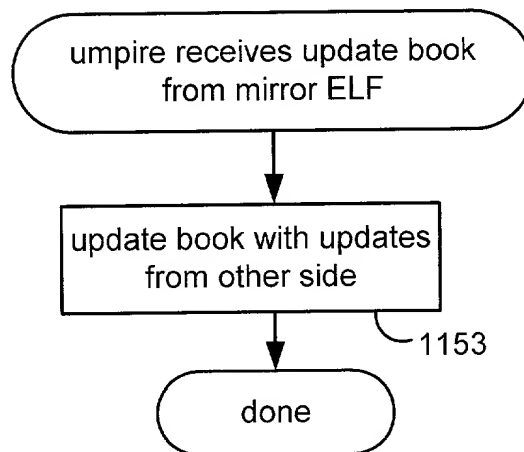 umpire receives update book
from mirror ELF
update book with updates
from other side
1153
done